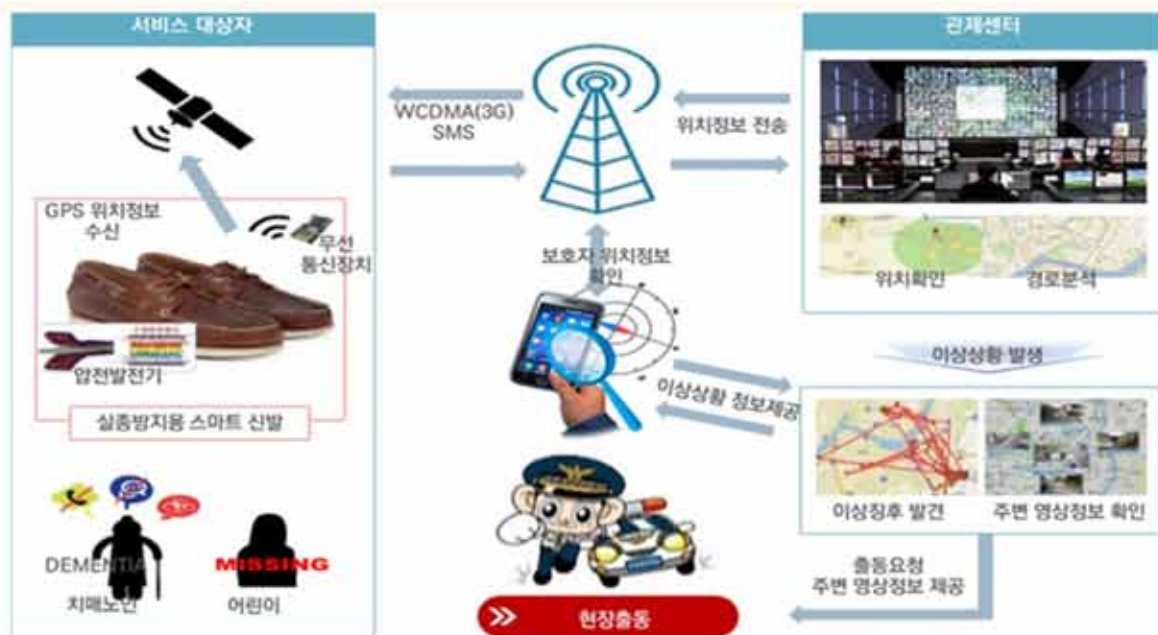 서비스 대상자
GPS 위치정보
수신
무선
통신장치
압전발전기
실종방지용 스마트 신발
DEMENTIA
치매노인
MISSING
어린이
WCDMA(3G)
SMS
위치정보 전송
보호자 위치정보
확인
이상상황 정보제공
현장출동
관제센터
위치확인
경로분석
이상상황 발생
이상징후 발견
주변 영상정보 확인
출동요청
주변 영상정보 제공